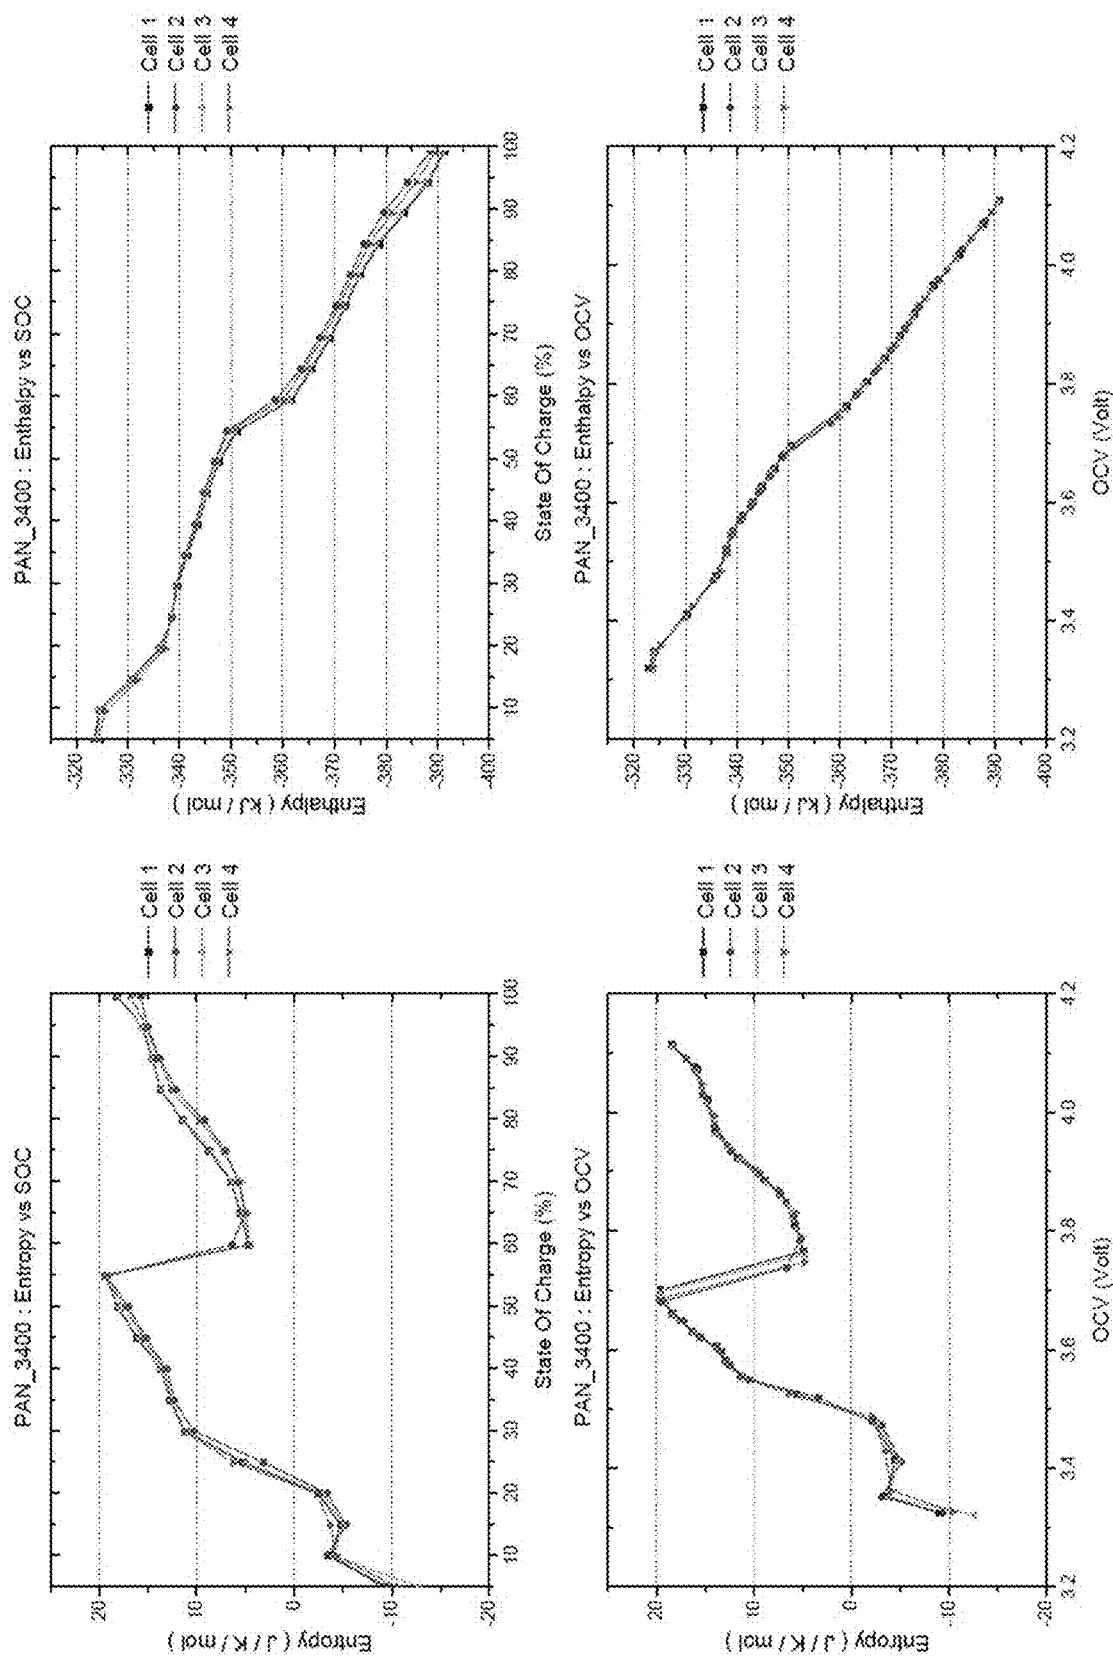 PAN_3400 : Entropy vs SOC
Entropy ( J / K / mol )
20
10
0
-10
-20
10 20 30 40 50 60 70 80 90 100
State Of Charge (%)
Cell 1
Cell 2
Cell 3
Cell 4
PAN_3400 : Enthalpy vs SOC
Enthalpy ( kJ / mol )
-320
-330
-340
-350
-360
-370
-380
-390
-400
10 20 30 40 50 60 70 80 90 100
State Of Charge (%)
Cell 1
Cell 2
Cell 3
Cell 4
PAN_3400 : Entropy vs OCV
Entropy ( J / K / mol )
20
10
0
-10
-20
3.2 3.4 3.6 3.8 4.0 4.2
OCV (Volt)
Cell 1
Cell 2
Cell 3
Cell 4
PAN_3400 : Enthalpy vs OCV
Enthalpy ( kJ / mol )
-320
-330
-340
-350
-360
-370
-380
-390
-400
3.2 3.4 3.6 3.8 4.0 4.2
OCV (Volt)
Cell 1
Cell 2
Cell 3
Cell 4